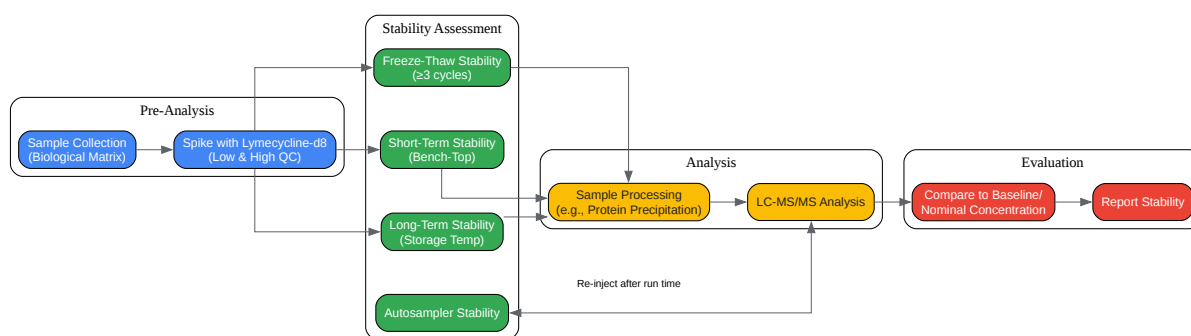 Stability Assessment
Freeze-Thaw Stability
(≥3 cycles)
Pre-Analysis
Sample Collection
(Biological Matrix)
Spike with Lymecycline-d8
(Low & High QC)
Short-Term Stability
(Bench-Top)
Long-Term Stability
(Storage Temp)
Autosampler Stability
Analysis
Sample Processing
(e.g., Protein Precipitation)
LC-MS/MS Analysis
Re-inject after run time
Evaluation
Compare to Baseline/
Nominal Concentration
Report Stability